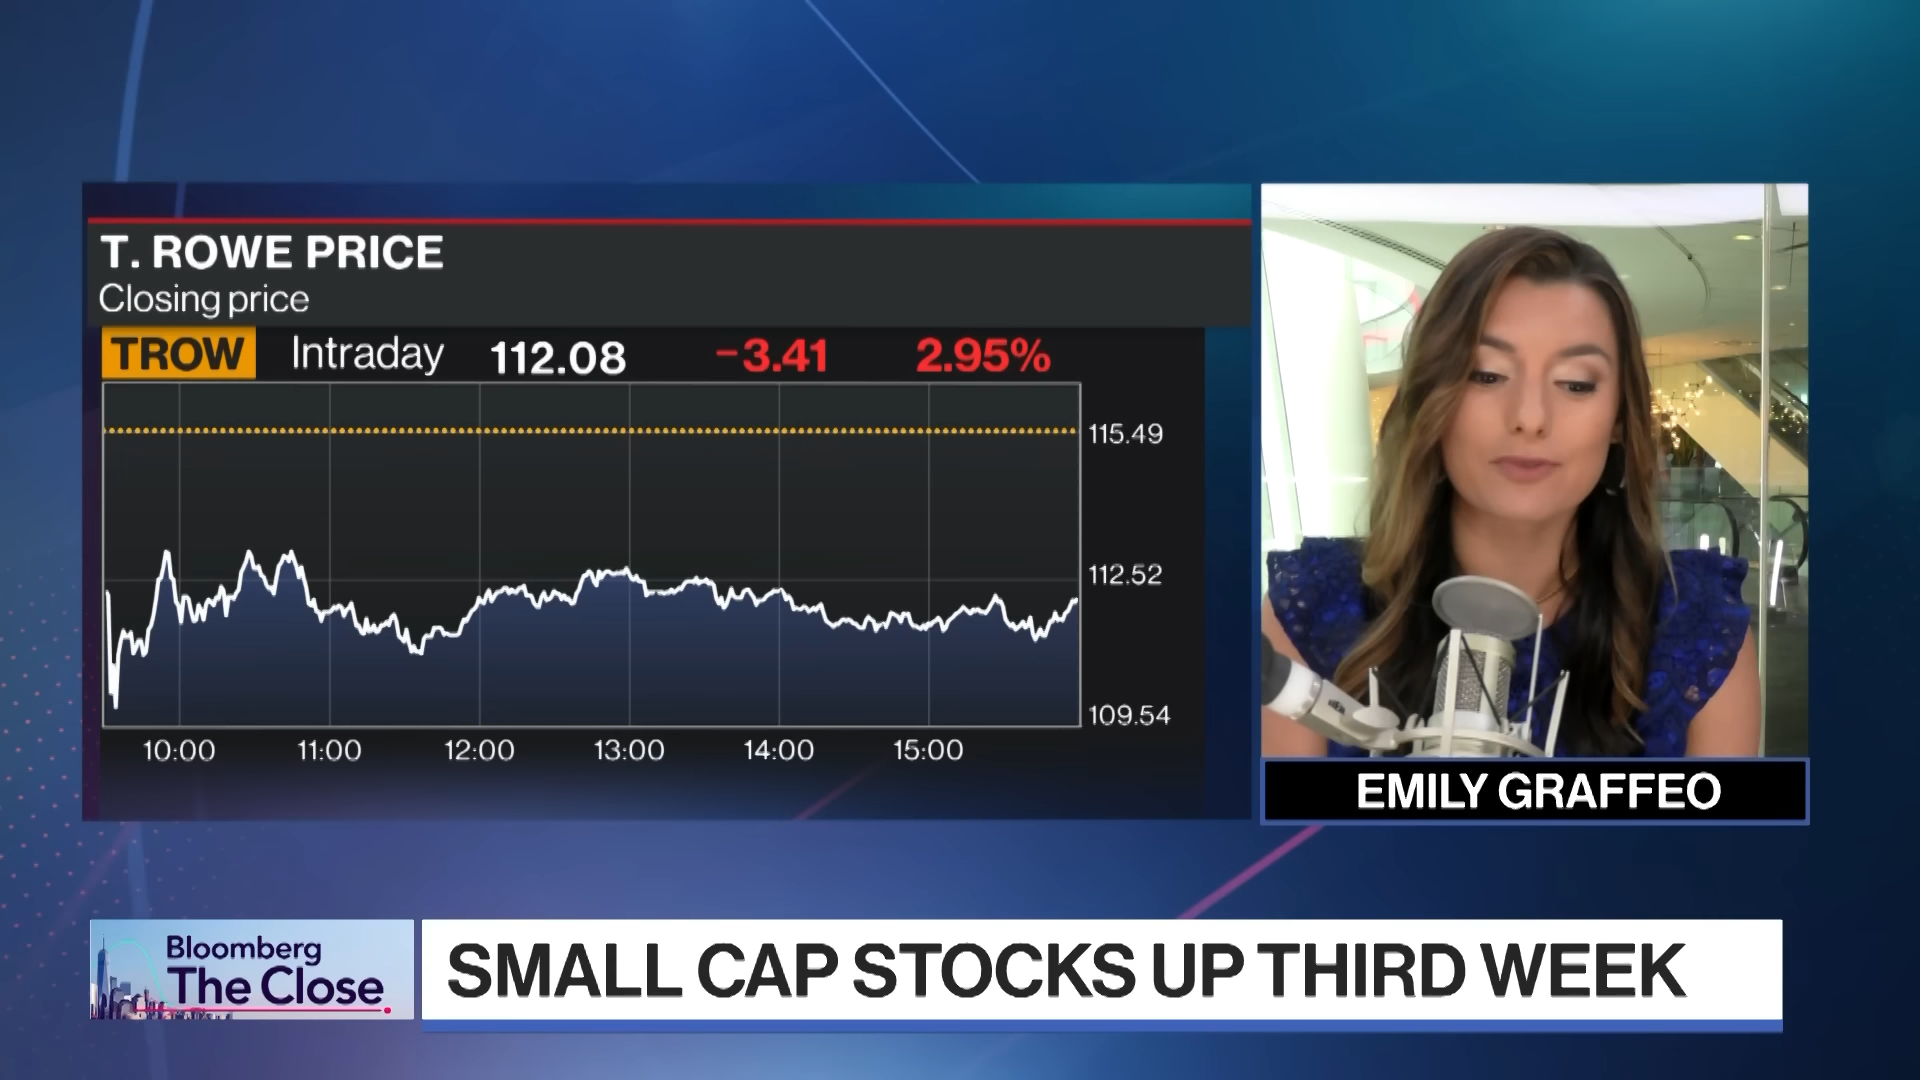 T. ROWE PRICE
Closing price
TROW Intraday 112.08 -3.41 2.95%
115.49
112.52
109.54
10:00 11:00 12:00 13:00 14:00 15:00
EMILY GRAFFEO
Bloomberg
The Close
SMALL CAP STOCKS UP THIRD WEEK